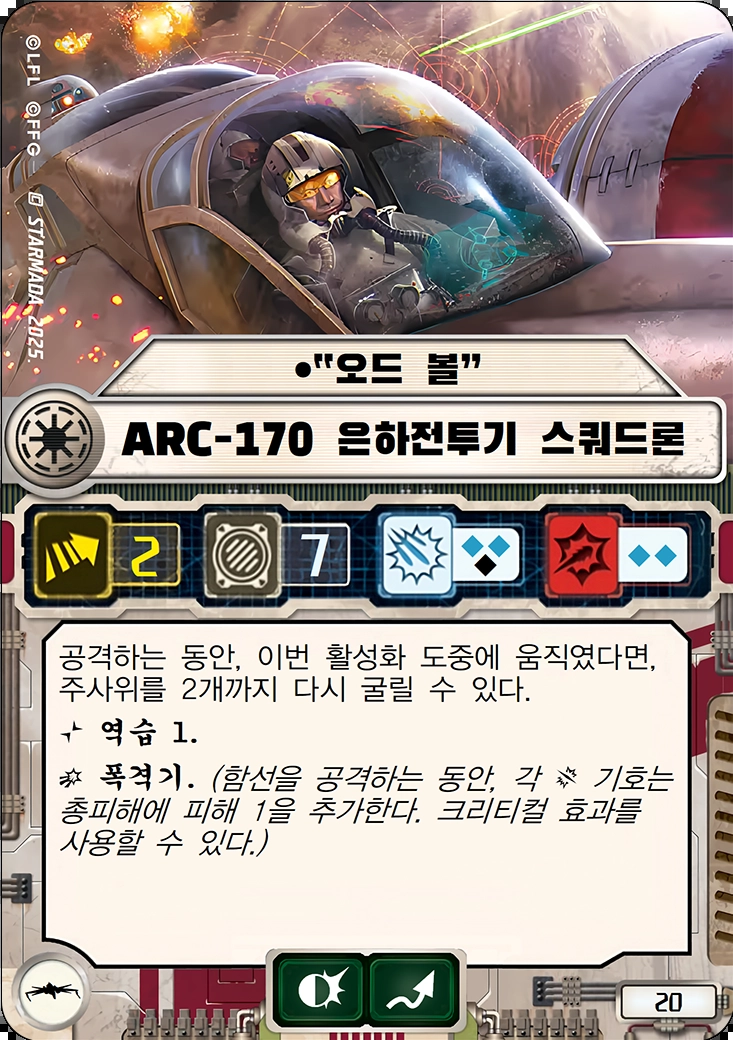 ©LFL ©FFG — STARMADA 2025.
•“오드 볼”
ARC-170 은하전투기 스쿼드론
2 7
공격하는 동안, 이번 활성화 도중에 움직였다면,
주사위를 2개까지 다시 굴릴 수 있다.
역습 1.
폭격기. (함선을 공격하는 동안, 각 기호는
총피해에 피해 1을 추가한다. 크리티컬 효과를
사용할 수 있다.)
20